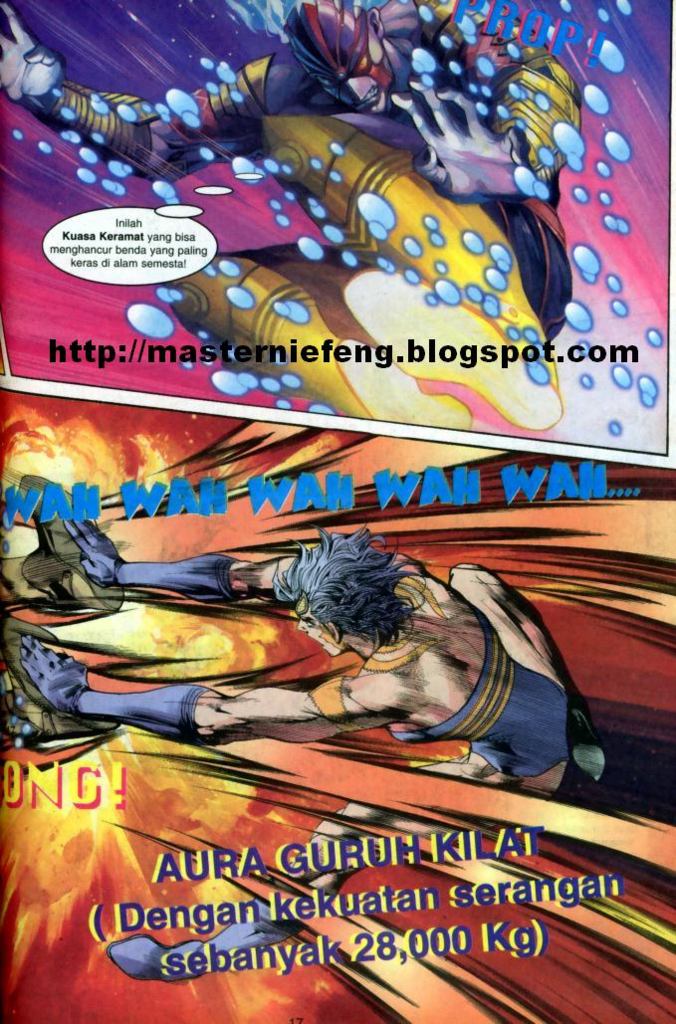 PROP!
Inilah
Kuasa Keramat yang bisa
menghancur benda yang paling
keras di alam semesta!
http://masterniefeng.blogspot.com
WAH WAH WAH WAH WAH....
ONG!
AURA GURUH KILAT
( Dengan kekuatan serangan
sebanyak 28,000 Kg)
17